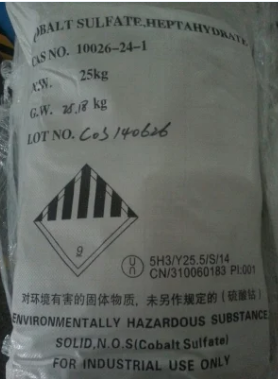 COBALT SULFATE,HEPTAHYDRATE
CAS NO. 10026-24-1
N.W. 25kg
G.W. 25,18 kg
LOT NO. COS140626
9
un
5H3/Y25.5/S/14
CN/310060183 PI:001
对环境有害的固体物质，未另作规定的（硫酸钴）
ENVIRONMENTALLY HAZARDOUS SUBSTANCE
SOLID,N.O.S(Cobalt Sulfate)
FOR INDUSTRIAL USE ONLY